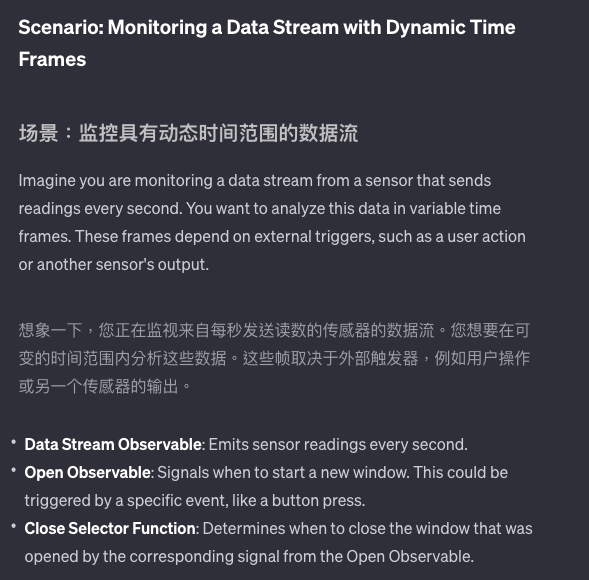 Scenario: Monitoring a Data Stream with Dynamic Time
Frames
场景：监控具有动态时间范围的数据流
Imagine you are monitoring a data stream from a sensor that sends
readings every second. You want to analyze this data in variable time
frames. These frames depend on external triggers, such as a user action
or another sensor's output.
想象一下，您正在监视来自每秒发送读数的传感器的数据流。您想要在可
变的时间范围内分析这些数据。这些帧取决于外部触发器，例如用户操作
或另一个传感器的输出。
• Data Stream Observable: Emits sensor readings every second.
• Open Observable: Signals when to start a new window. This could be
triggered by a specific event, like a button press.
• Close Selector Function: Determines when to close the window that was
opened by the corresponding signal from the Open Observable.